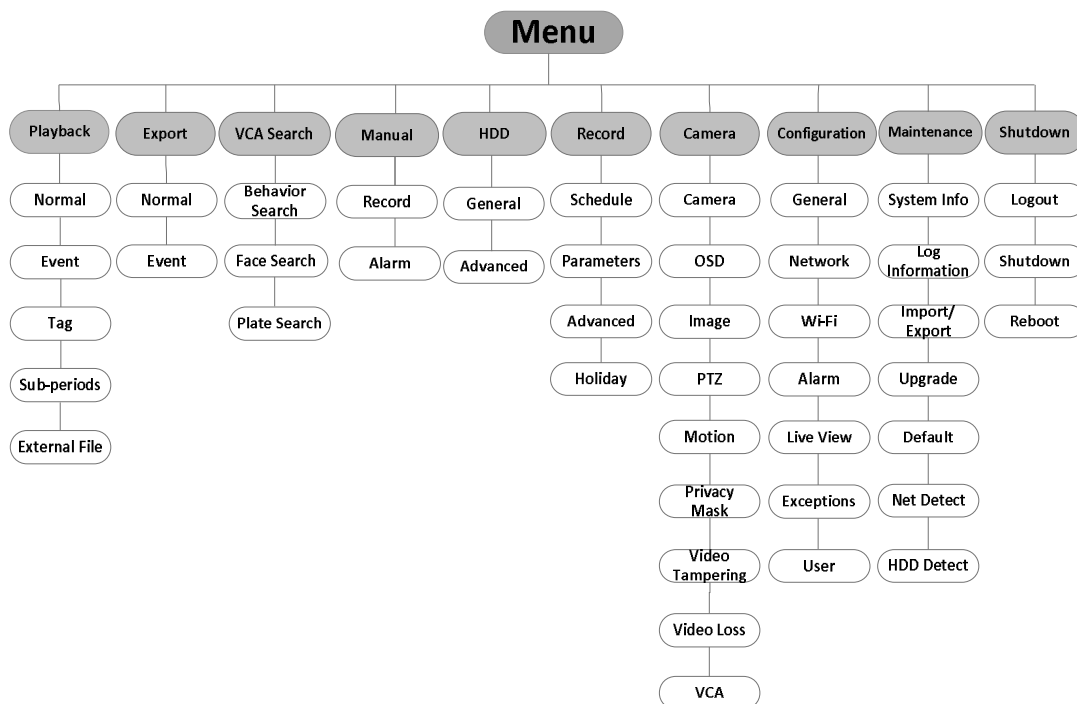 Menu
Playback
Export
VCA Search
Manual
HDD
Record
Camera
Configuration
Maintenance
Shutdown
Normal
Event
Tag
Sub-periods
External File
Normal
Event
Behavior
Search
Face Search
Plate Search
Record
Alarm
General
Advanced
Schedule
Parameters
Advanced
Holiday
Camera
OSD
Image
PTZ
Motion
Privacy
Mask
Video
Tampering
Video Loss
VCA
General
Network
Wi-Fi
Alarm
Live View
Exceptions
User
System Info
Log
Information
Import/
Export
Upgrade
Default
Net Detect
HDD Detect
Logout
Shutdown
Reboot